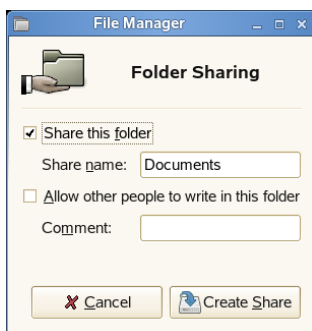 File Manager
Folder Sharing
Share this folder
Share name: Documents
Allow other people to write in this folder
Comment:
Cancel Create Share